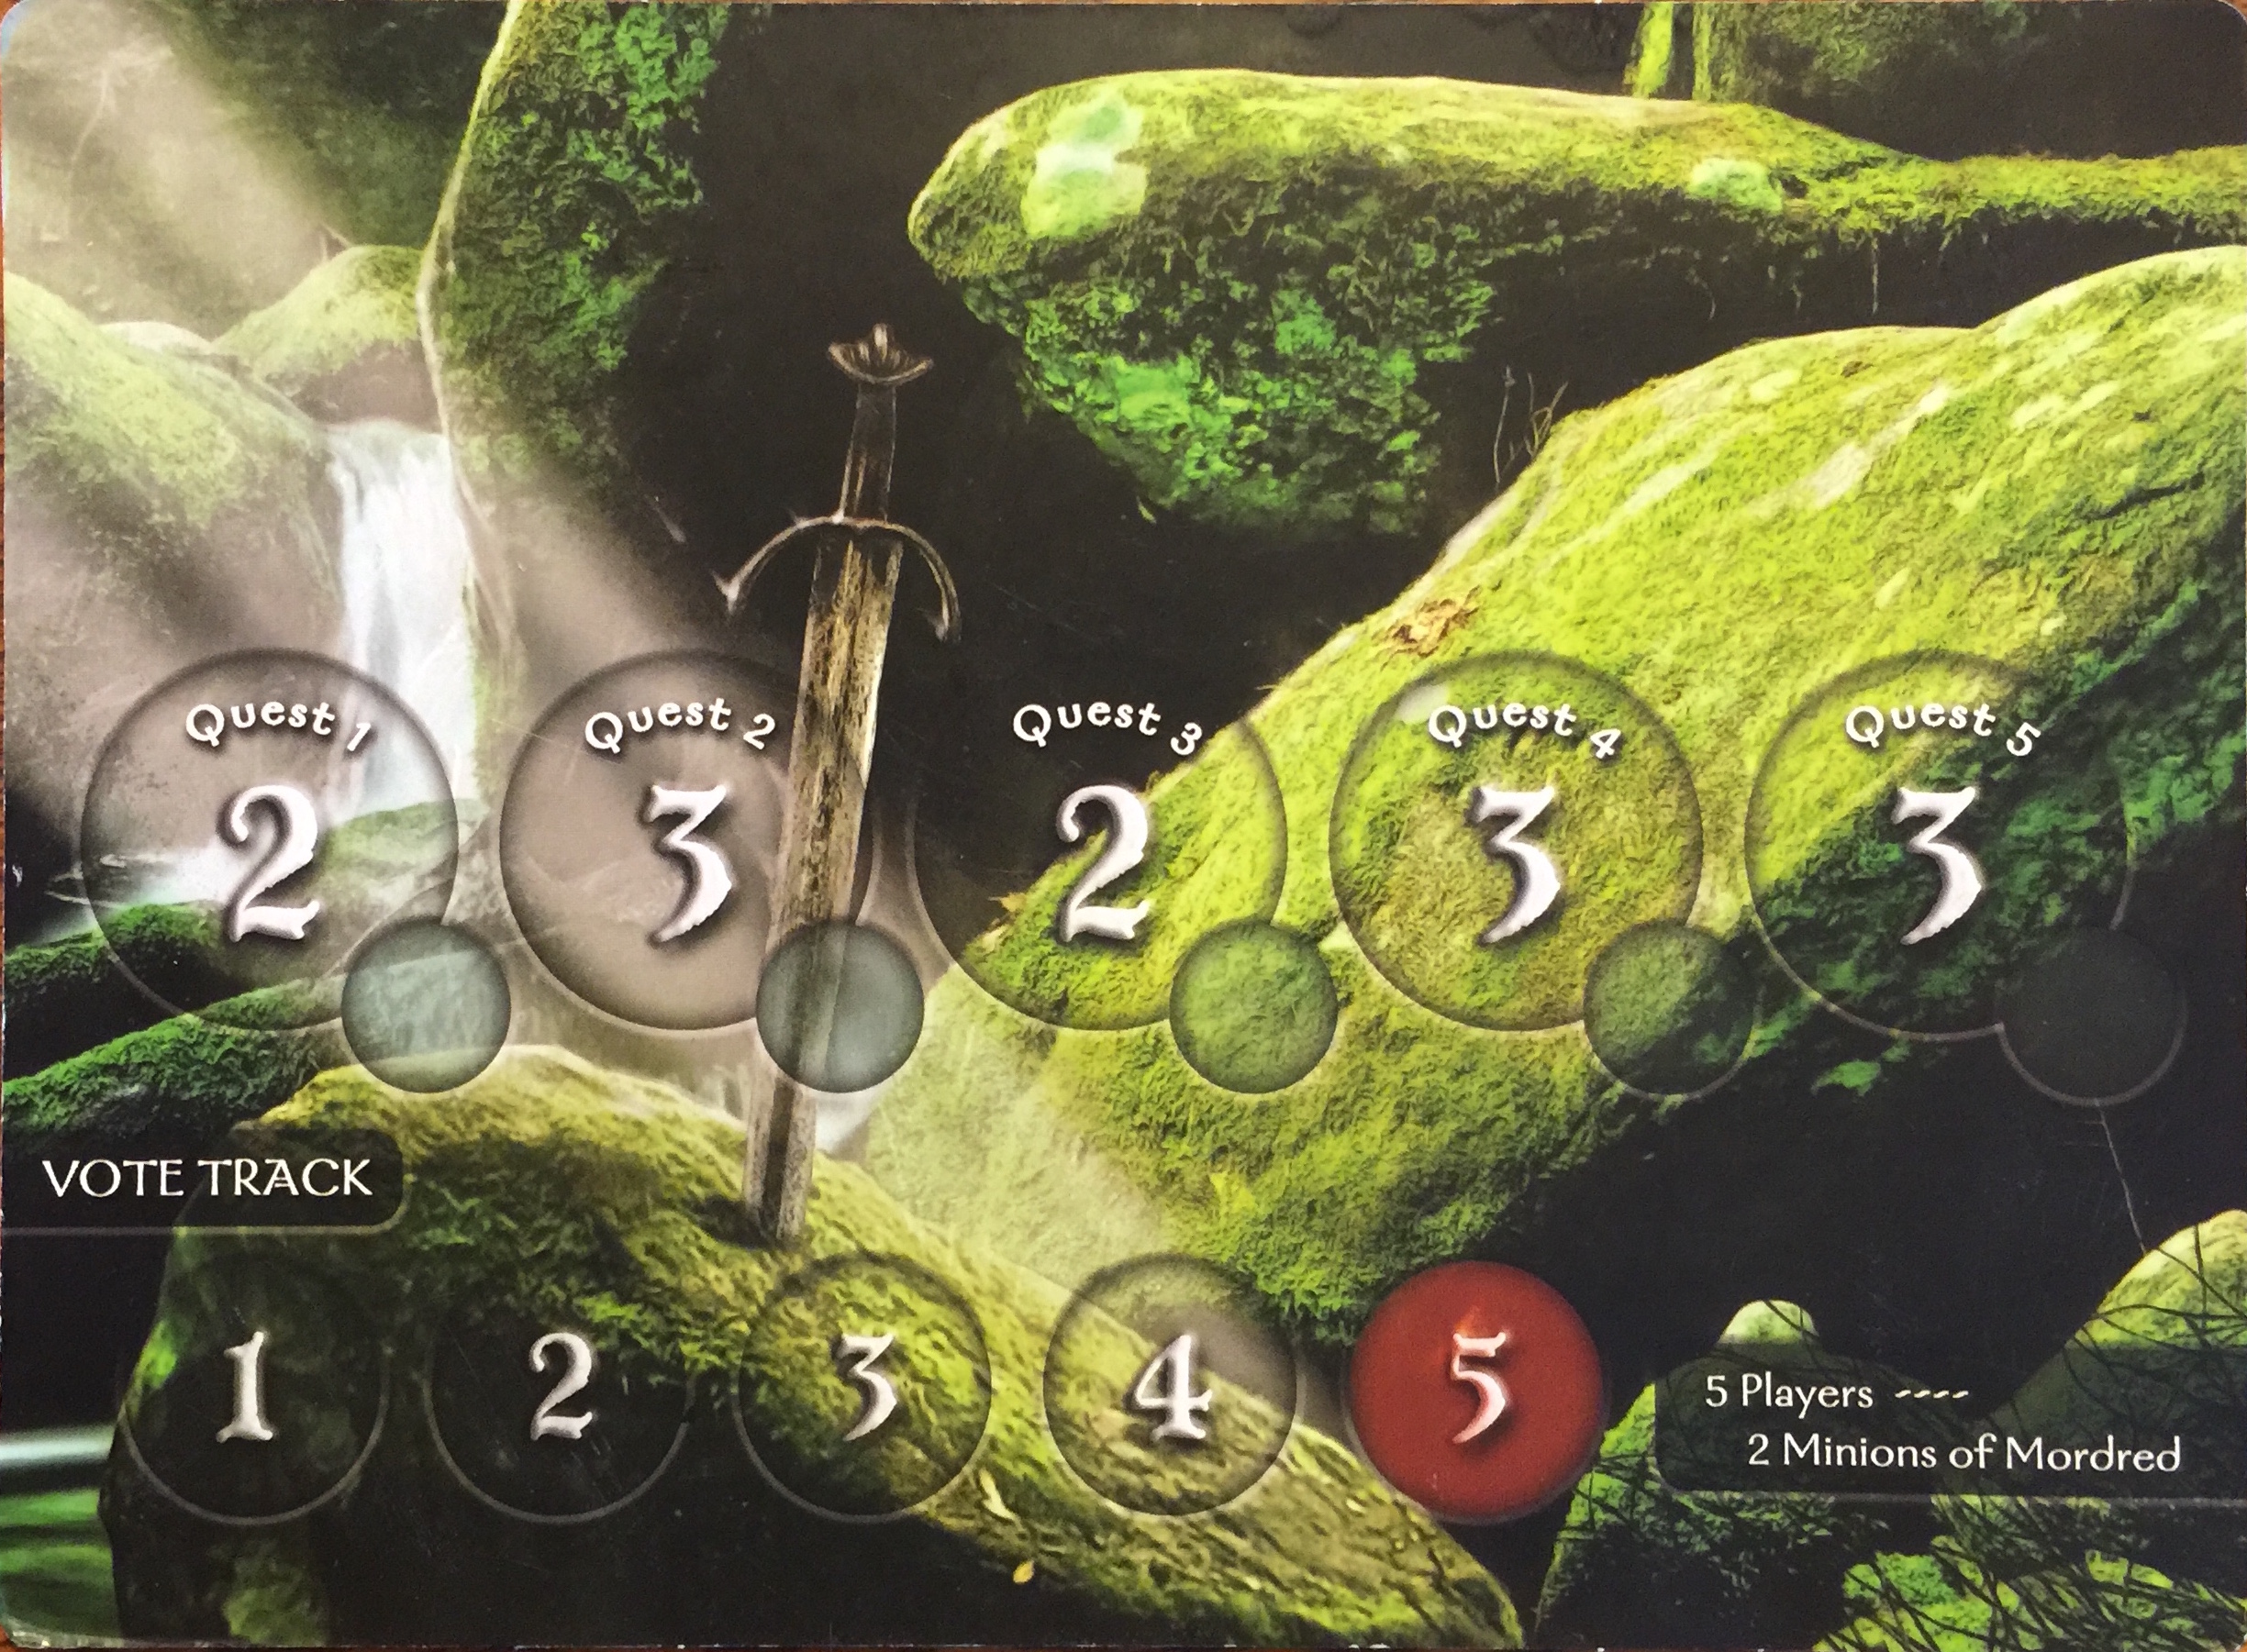 Quest 1
2
Quest 2
3
Quest 3
2
Quest 4
3
Quest 5
3
VOTE TRACK
1
2
3
4
5
5 Players ----
2 Minions of Mordred